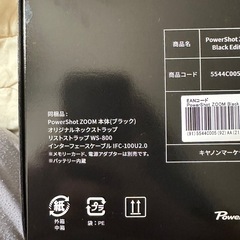 商品名
PowerShot Z
Black Edit
商品コード
5544C005
EANコード
PowerShot ZOOM Black
同梱品：
PowerShot ZOOM 本体(ブラック)
オリジナルネックストラップ
リストストラップ WS-800
インターフェースケーブル IFC-100U2.0
※メモリーカード、電源アダプターは別売りです。
※バッテリー内蔵
キヤノンマーケ
紙
外箱
中箱
袋：PE
Power